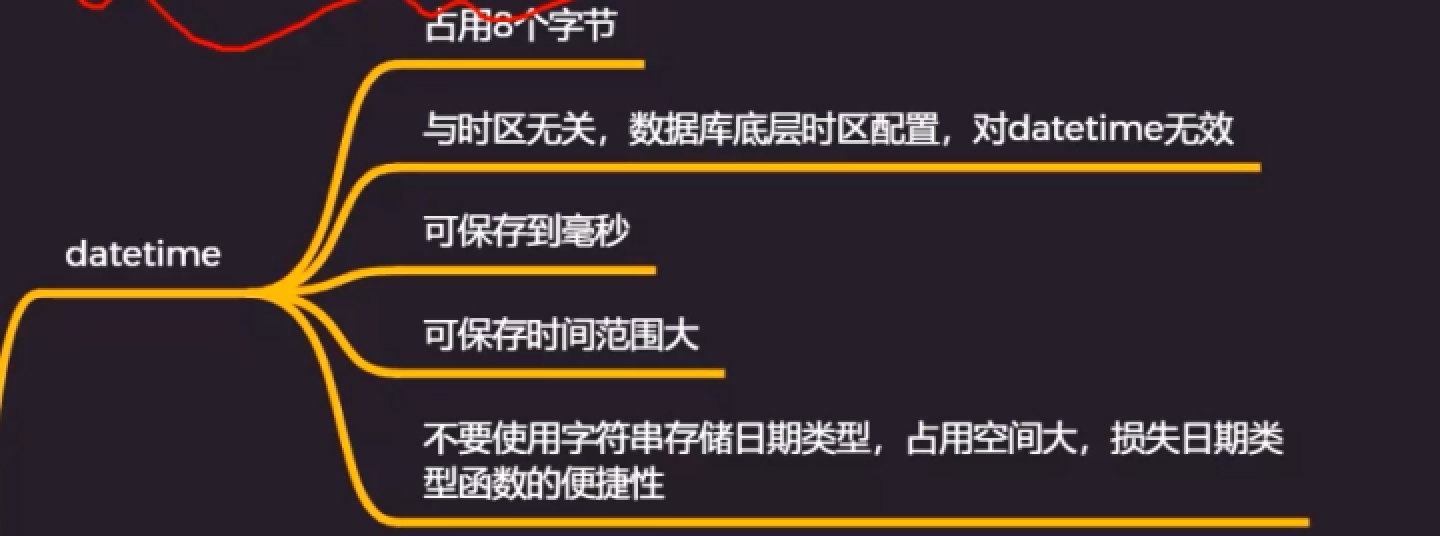 占用8个字节
与时区无关，数据库底层时区配置，对datetime无效
可保存到毫秒
datetime
可保存时间范围大
不要使用字符串存储日期类型，占用空间大，损失日期类
型函数的便捷性